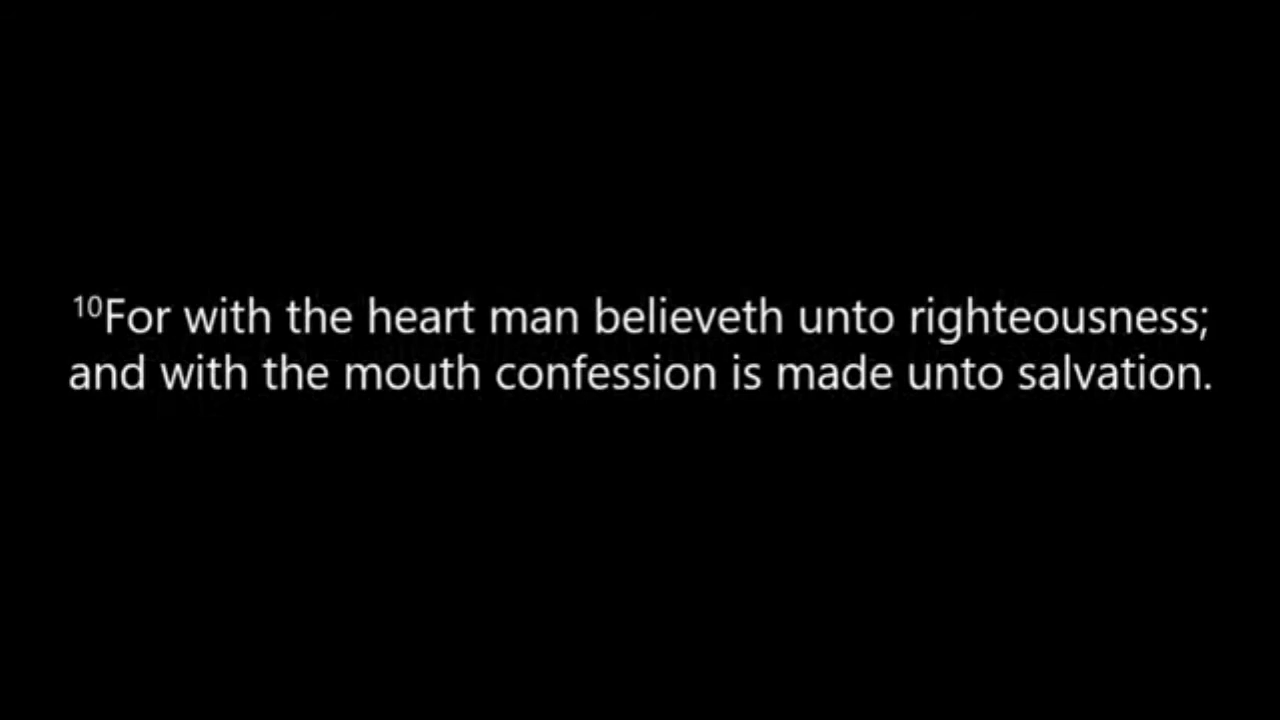 ¹⁰For with the heart man believeth unto righteousness;
and with the mouth confession is made unto salvation.